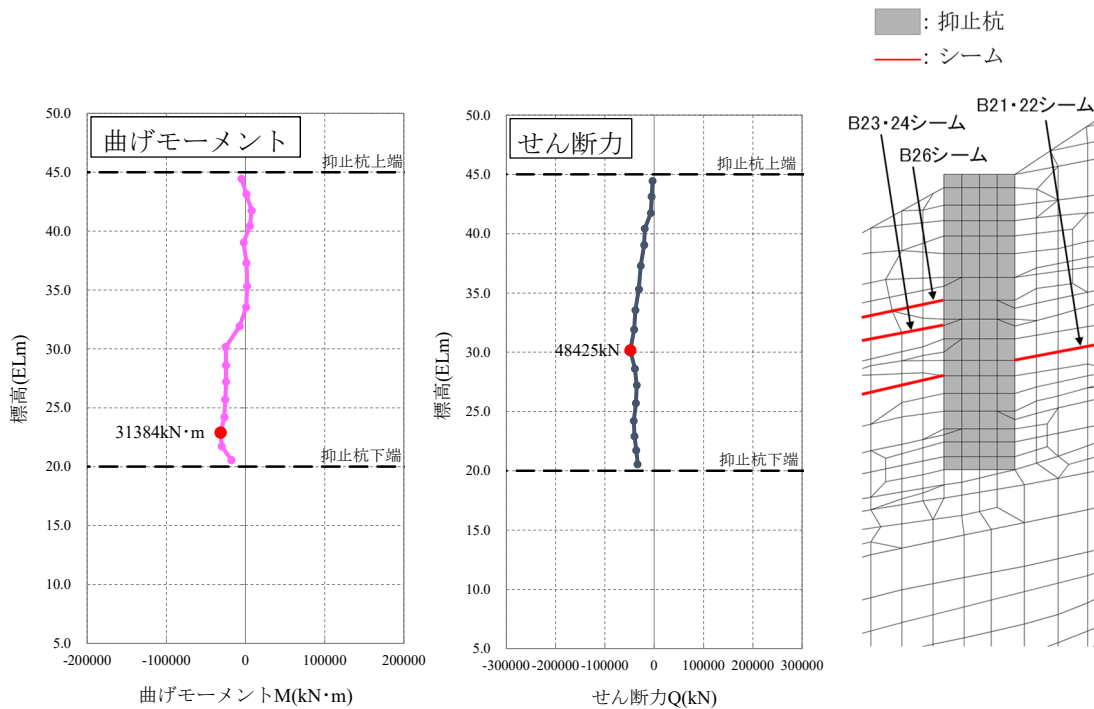 曲げモーメント
50.0
45.0
40.0
35.0
30.0
25.0
20.0
15.0
10.0
5.0
標高(ELm)
抑止杭上端
31384kN・m
抑止杭下端
-200000 -100000 0 100000 200000
曲げモーメントM(kN・m)
せん断力
50.0
45.0
40.0
35.0
30.0
25.0
20.0
15.0
10.0
5.0
標高(ELm)
抑止杭上端
48425kN
抑止杭下端
-300000 -200000 -100000 0 100000 200000 300000
せん断力Q(kN)
: 抑止杭
: シーム
B21・22シーム
B23・24シーム
B26シーム